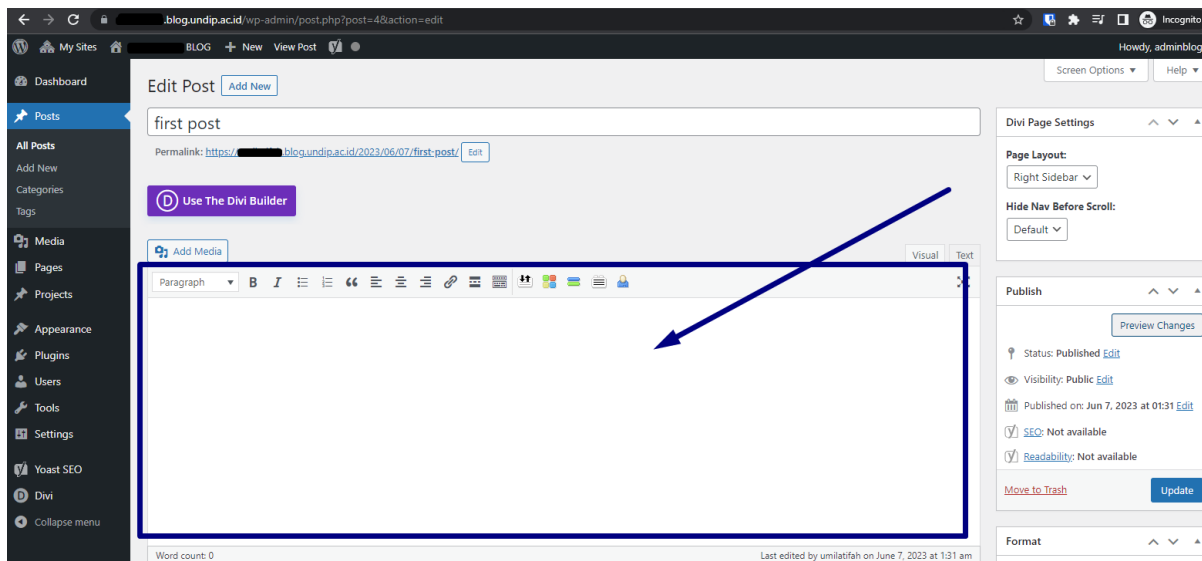 .blog.undip.ac.id/wp-admin/post.php?post=4&action=edit
Incognito
My Sites
BLOG
New
View Post
Howdy, adminblog
Screen Options ▼
Help ▼
Dashboard
Posts
All Posts
Add New
Categories
Tags
Media
Pages
Projects
Appearance
Plugins
Users
Tools
Settings
Yoast SEO
Divi
Collapse menu
Edit Post
Add New
first post
Permalink: https:// .blog.undip.ac.id/2023/06/07/first-post/ Edit
D Use The Divi Builder
Add Media
Visual
Text
Paragraph
B I
Word count: 0
Last edited by umilatifah on June 7, 2023 at 1:31 am
Divi Page Settings
Page Layout:
Right Sidebar
Hide Nav Before Scroll:
Default
Publish
Preview Changes
Status: Published Edit
Visibility: Public Edit
Published on: Jun 7, 2023 at 01:31 Edit
SEO: Not available
Readability: Not available
Move to Trash
Update
Format